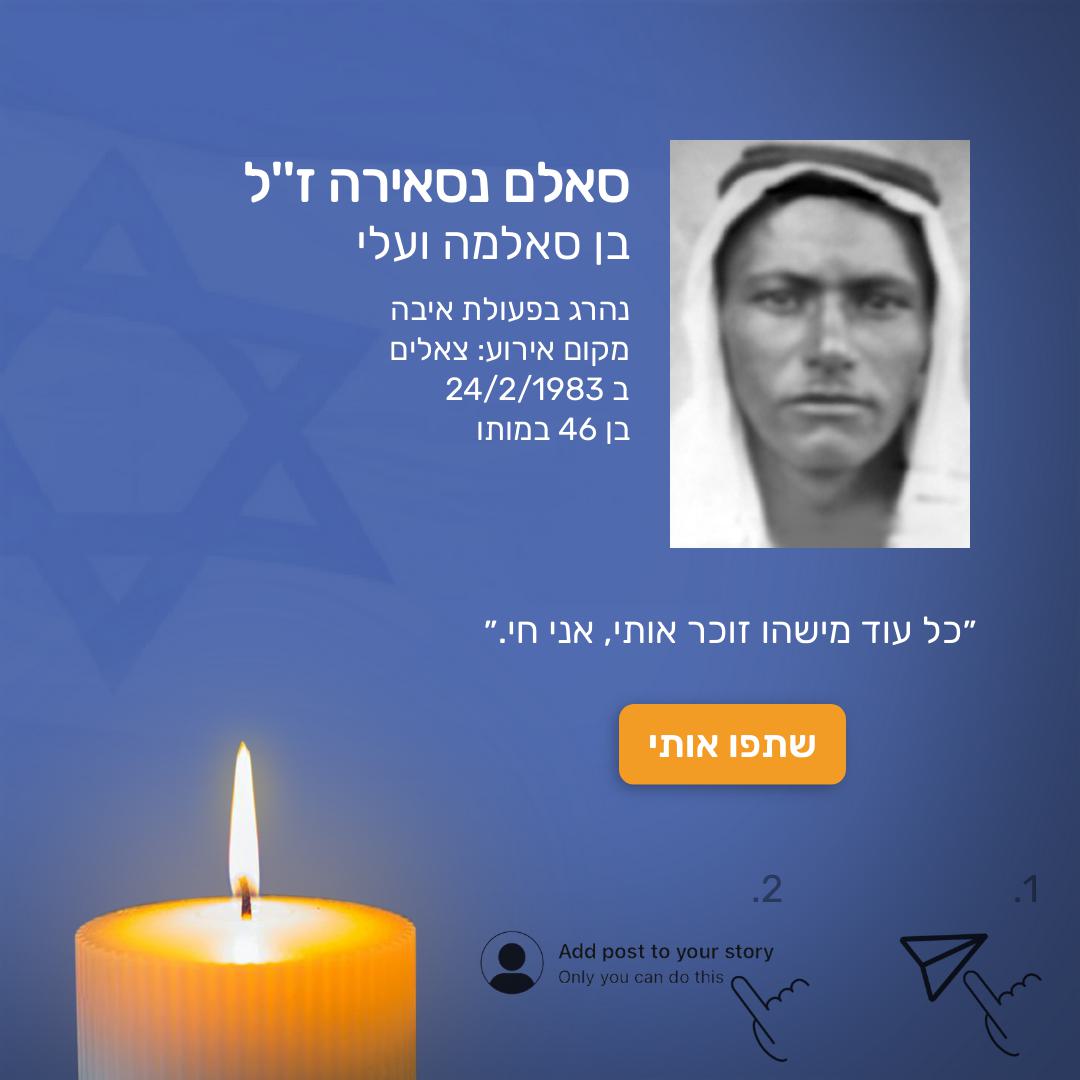 סאלם נסאירה ז"ל
בן סאלמה ועלי
נהרג בפעולת איבה
מקום אירוע: צאלים
ב 24/2/1983
בן 46 במותו
״כל עוד מישהו זוכר אותי, אני חי.״
שתפו אותי
1.
2.
Add post to your story
Only you can do this